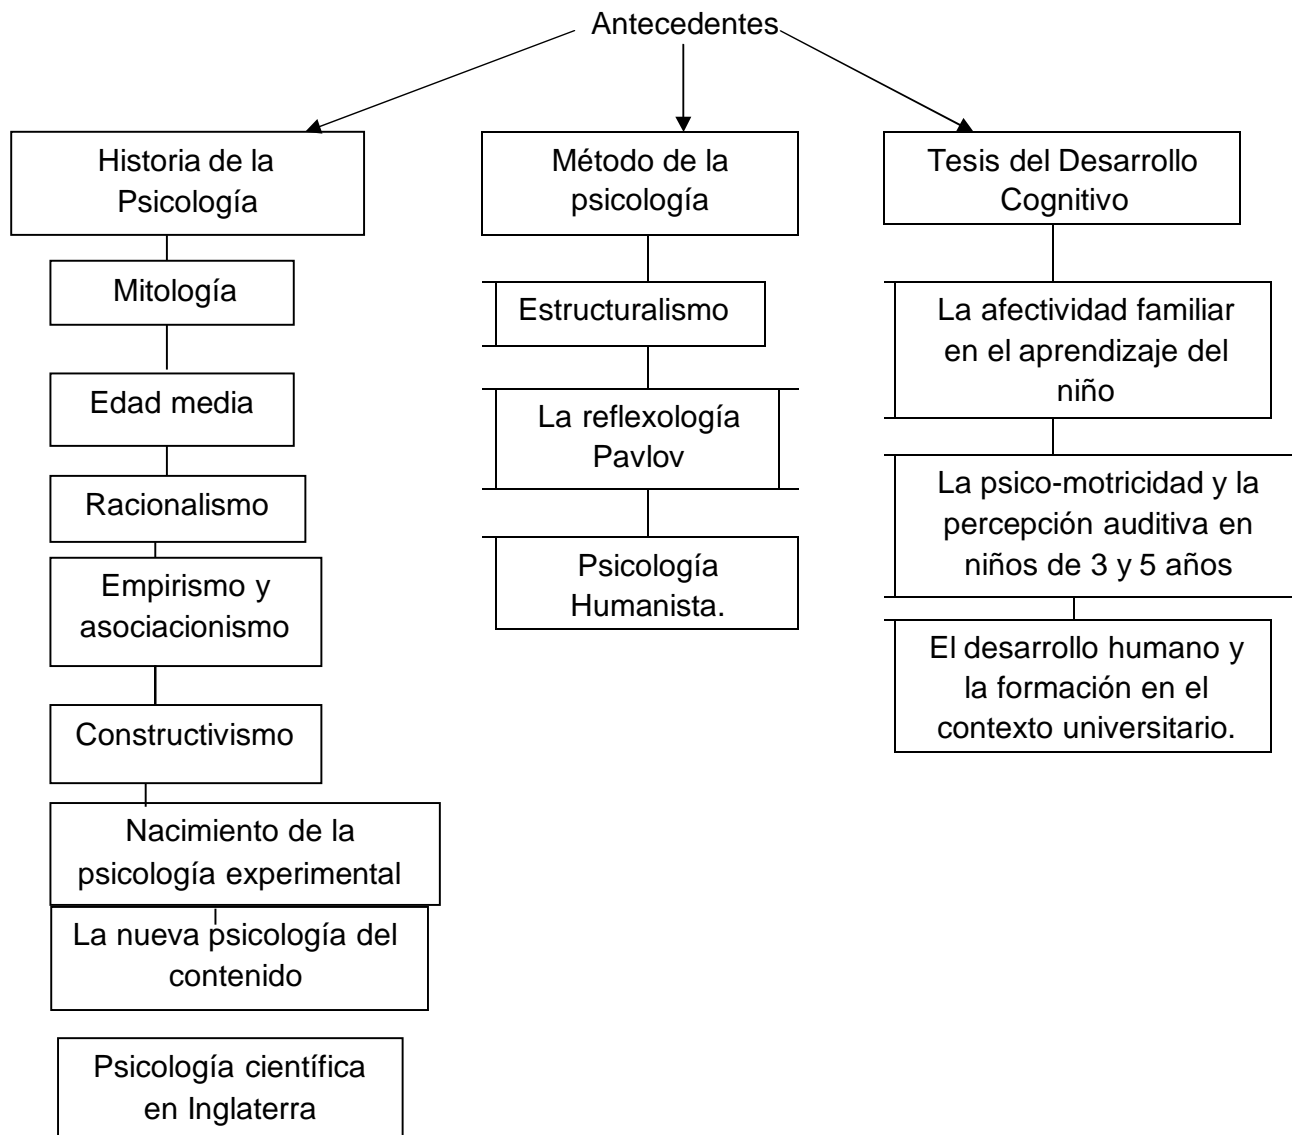 Antecedentes
Historia de la
Psicología
Mitología
Edad media
Racionalismo
Empirismo y
asociacionismo
Constructivismo
Nacimiento de la
psicología experimental
La nueva psicología del
contenido
Psicología científica
en Inglaterra
Método de la
psicología
Estructuralismo
La reflexología
Pavlov
Psicología
Humanista.
Tesis del Desarrollo
Cognitivo
La afectividad familiar
en el aprendizaje del
niño
La psico-motricidad y la
percepción auditiva en
niños de 3 y 5 años
El desarrollo humano y
la formación en el
contexto universitario.